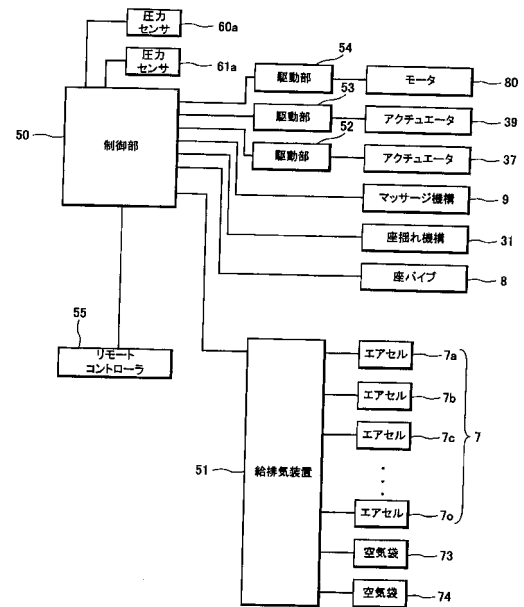 圧力
センサ
60a
圧力
センサ
61a
54
駆動部
モータ
80
53
50
制御部
駆動部
アクチュエータ
39
52
駆動部
アクチュエータ
37
マッサージ機構
9
座揺れ機構
31
座バイブ
8
55
リモート
コントローラ
エアセル
7a
エアセル
7b
エアセル
7c
7
51
給排気装置
エアセル
7o
空気袋
73
空気袋
74